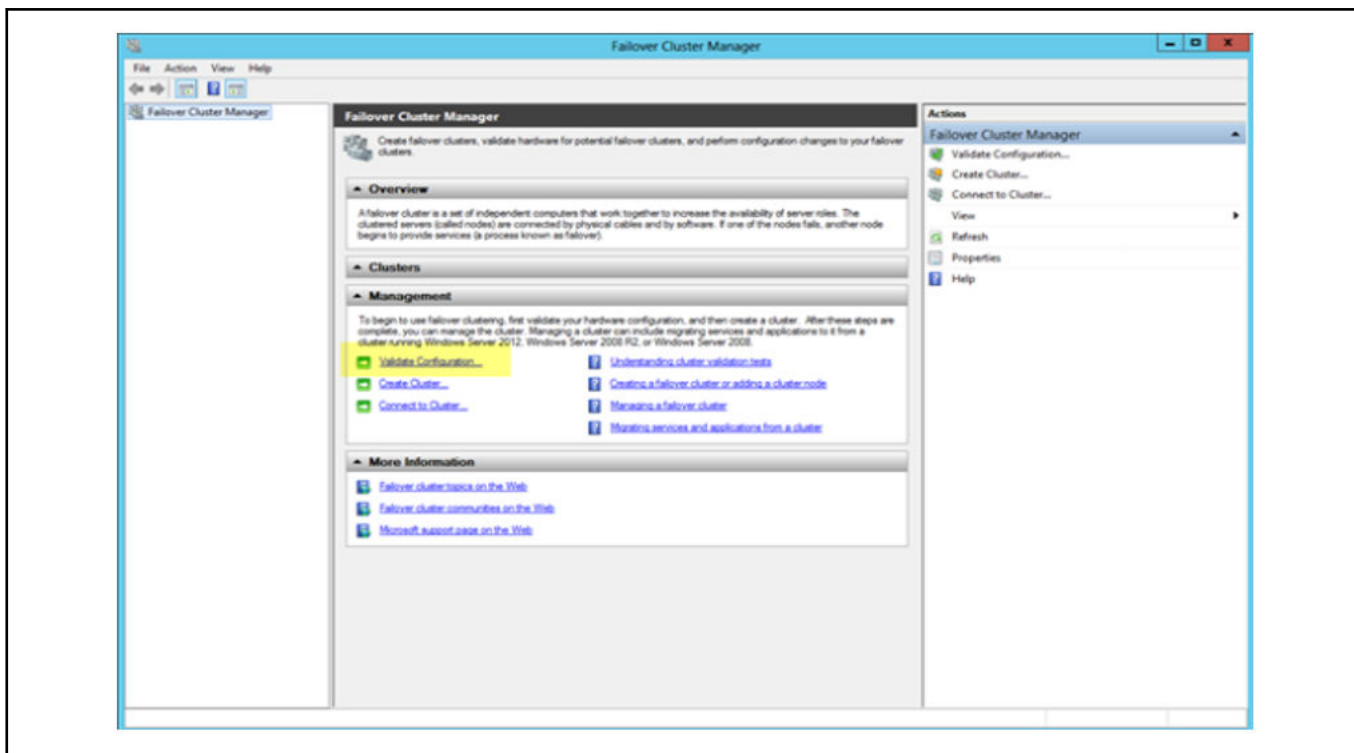 Failover Cluster Manager
File Action View Help
Failover Cluster Manager
Failover Cluster Manager
Create failover clusters, validate hardware for potential failover clusters, and perform configuration changes to your failover
clusters.
Overview
A failover cluster is a set of independent computers that work together to increase the availability of server roles. The
clustered servers (called nodes) are connected by physical cables and by software. If one of the nodes fails, another node
begins to provide services (a process known as failover).
Clusters
Management
To begin to use failover clustering, first validate your hardware configuration, and then create a cluster. After these steps are
complete, you can manage the cluster. Managing a cluster can include migrating services and applications to it from a
cluster running Windows Server 2012, Windows Server 2008 R2, or Windows Server 2008.
Validate Configuration...
Understanding cluster validation tests
Create Cluster...
Creating a failover cluster or adding a cluster node
Connect to Cluster...
Managing a failover cluster
Migrating services and applications from a cluster
More Information
Failover cluster topics on the Web
Failover cluster communities on the Web
Microsoft support page on the Web
Actions
Failover Cluster Manager
Validate Configuration...
Create Cluster...
Connect to Cluster...
View
Refresh
Properties
Help